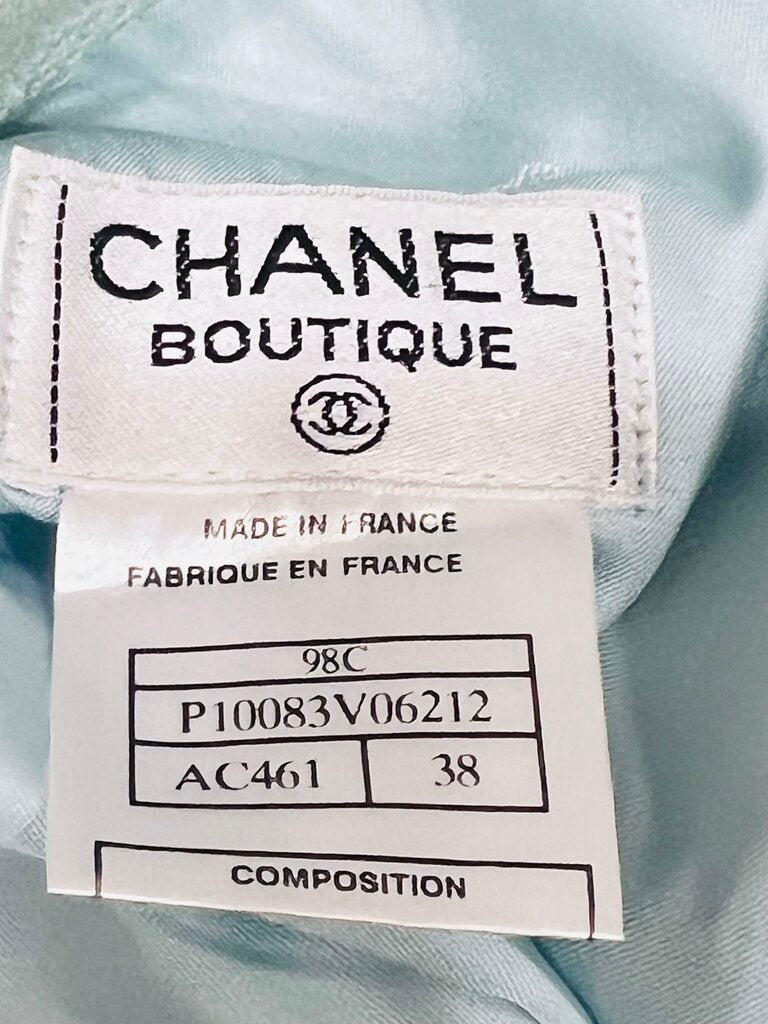 CHANEL
BOUTIQUE
MADE IN FRANCE
FABRIQUE EN FRANCE
98C
P10083V06212
AC461 38
COMPOSITION